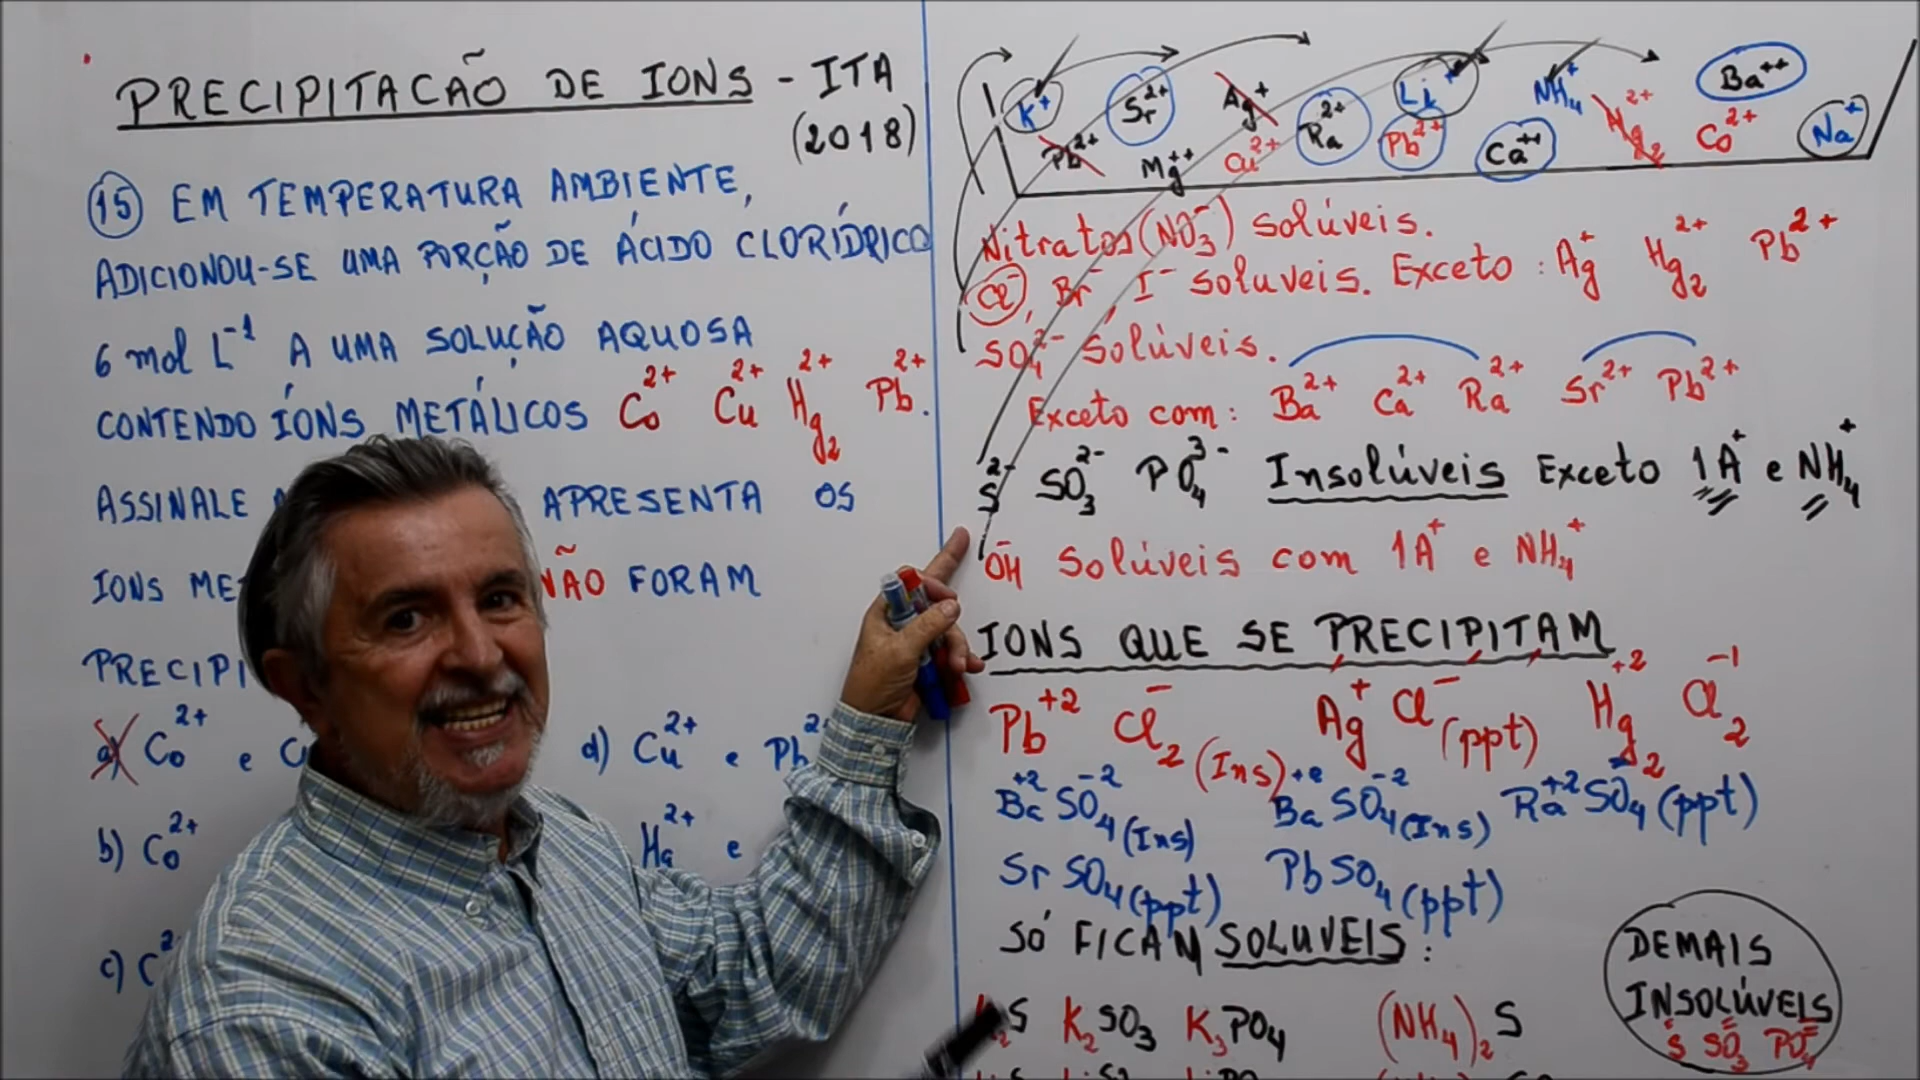 PRECIPITACÃO DE IONS - ITA
(2018)
15 EM TEMPERATURA AMBIENTE,
ADICIONOU-SE UMA PORÇÃO DE ÁCIDO CLORÍDRICO
6 mol L⁻¹ A UMA SOLUÇÃO AQUOSA
CONTENDO ÍONS METÁLICOS Co²⁺ Cu²⁺ Hg₂²⁺ Pb²⁺.
ASSINALE APRESENTA OS
IONS NÃO FORAM
a) Co²⁺ e
b) Co²⁺
c)
d) Cu²⁺ e Pb
e
K⁺ Sr²⁺ Ag⁺ Ra²⁺ Li⁺ NH₄⁺ Hg₂²⁺ Ba⁺⁺
Pb²⁺ Mg⁺⁺ Cu²⁺ Pb²⁺ Ca⁺⁺ Co²⁺ Na⁺
Nitratos (NO₃⁻) solúveis.
Cl⁻, Br⁻, I⁻ soluveis. Exceto : Ag⁺ Hg₂²⁺ Pb²⁺
SO₄²⁻ sólúveis.
Exceto com: Ba²⁺ Ca²⁺ Ra²⁺ Sr²⁺ Pb²⁺
S²⁻ SO₃²⁻ PO₄³⁻ Insolúveis Exceto 1A⁺ e NH₄⁺
OH⁻ Solúveis com 1A⁺ e NH₄⁺
IONS QUE SE PRECIPITAM
Pb⁺² Cl⁻₂ (Ins) Ag⁺ Cl⁻ (ppt) Hg₂⁺² Cl₂⁻¹
Ba⁺² SO₄⁻² (Ins) Ba⁺² SO₄⁻² (Ins) Ra⁺² SO₄⁻² (ppt)
Sr SO₄ (ppt) Pb SO₄ (ppt)
SÓ FICAM SOLUVEIS :
S K₂SO₃ K₃PO₄ (NH₄)₂S
DEMAIS
INSOLÚVEIS
S⁼ SO₃⁼ PO₄